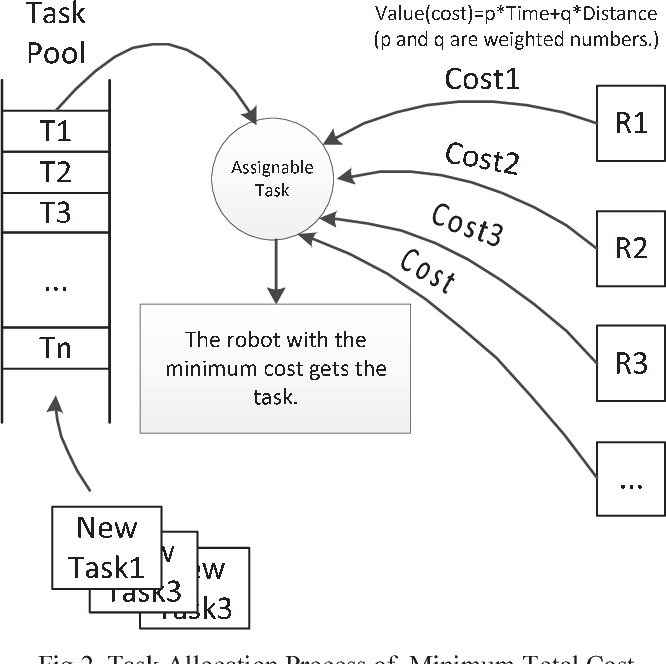 Task
Pool
Value(cost)=p*Time+q*Distance
(p and q are weighted numbers.)
T1
T2
T3
...
Tn
Assignable
Task
Cost1
Cost2
Cost3
Cost
R1
R2
R3
...
The robot with the
minimum cost gets the
task.
New
Task1
w
Task3
ew
Task3
Fig.2. Task Allocation Process of Minimum Total Cost